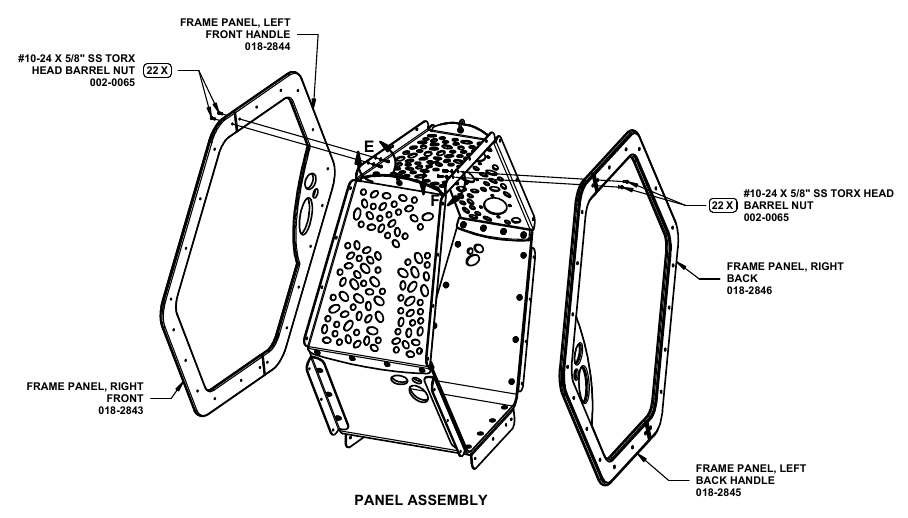 FRAME PANEL, LEFT
FRONT HANDLE
018-2844
#10-24 X 5/8" SS TORX
HEAD BARREL NUT
002-0065
22 X
E
F
#10-24 X 5/8" SS TORX HEAD
BARREL NUT
002-0065
22 X
FRAME PANEL, RIGHT
BACK
018-2846
FRAME PANEL, RIGHT
FRONT
018-2843
FRAME PANEL, LEFT
BACK HANDLE
018-2845
PANEL ASSEMBLY